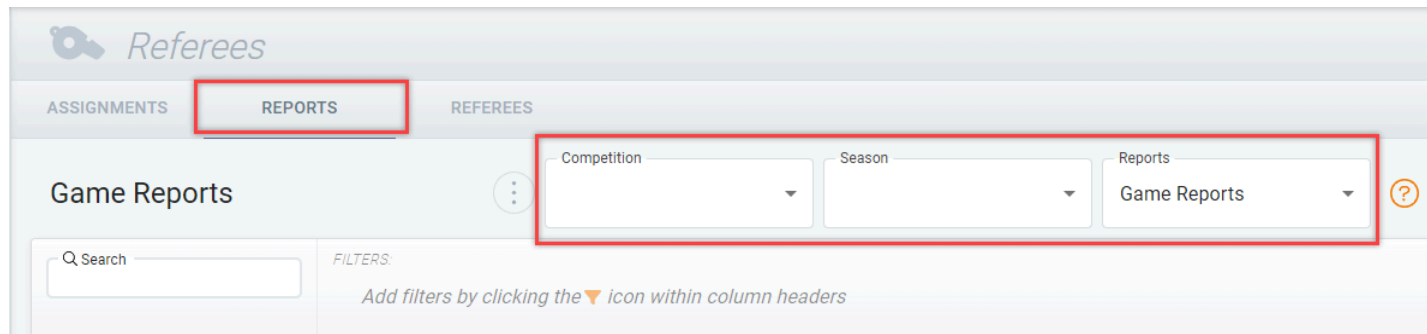 Referees
ASSIGNMENTS REPORTS REFEREES
Competition Season Reports
Game Reports Game Reports ?
Search FILTERS:
Add filters by clicking the icon within column headers